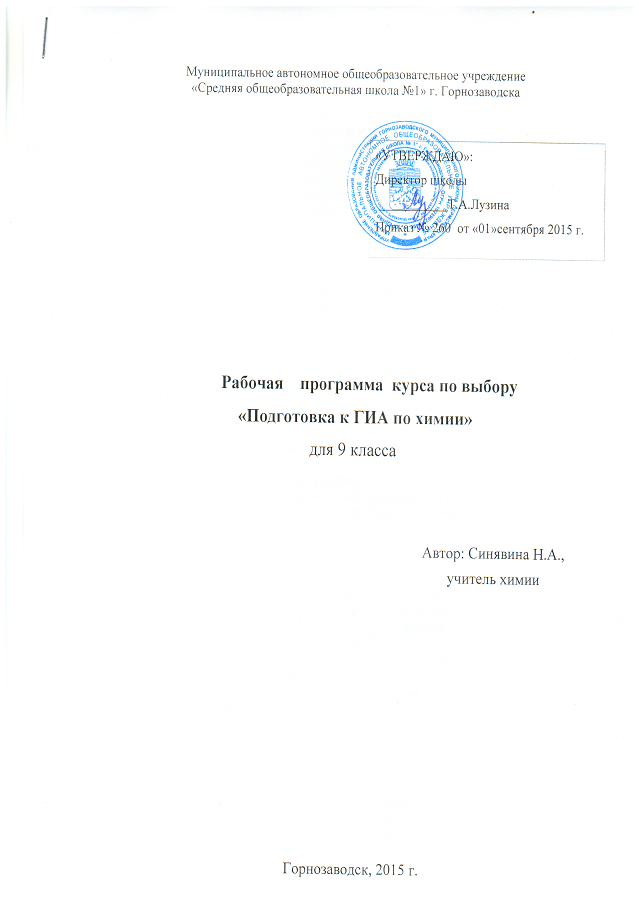 Муниципальное автономное общеобразовательное учреждение
«Средняя общеобразовательная школа №1» г. Горнозаводска
«УТВЕРЖДАЮ»:
Директор школы
А.Лузина
Приказ № 260 от «01»сентября 2015 г.
Рабочая программа курса по выбору
«Подготовка к ГИА по химии»
для 9 класса
Автор: Синявина Н.А.,
учитель химии
Горнозаводск, 2015 г.